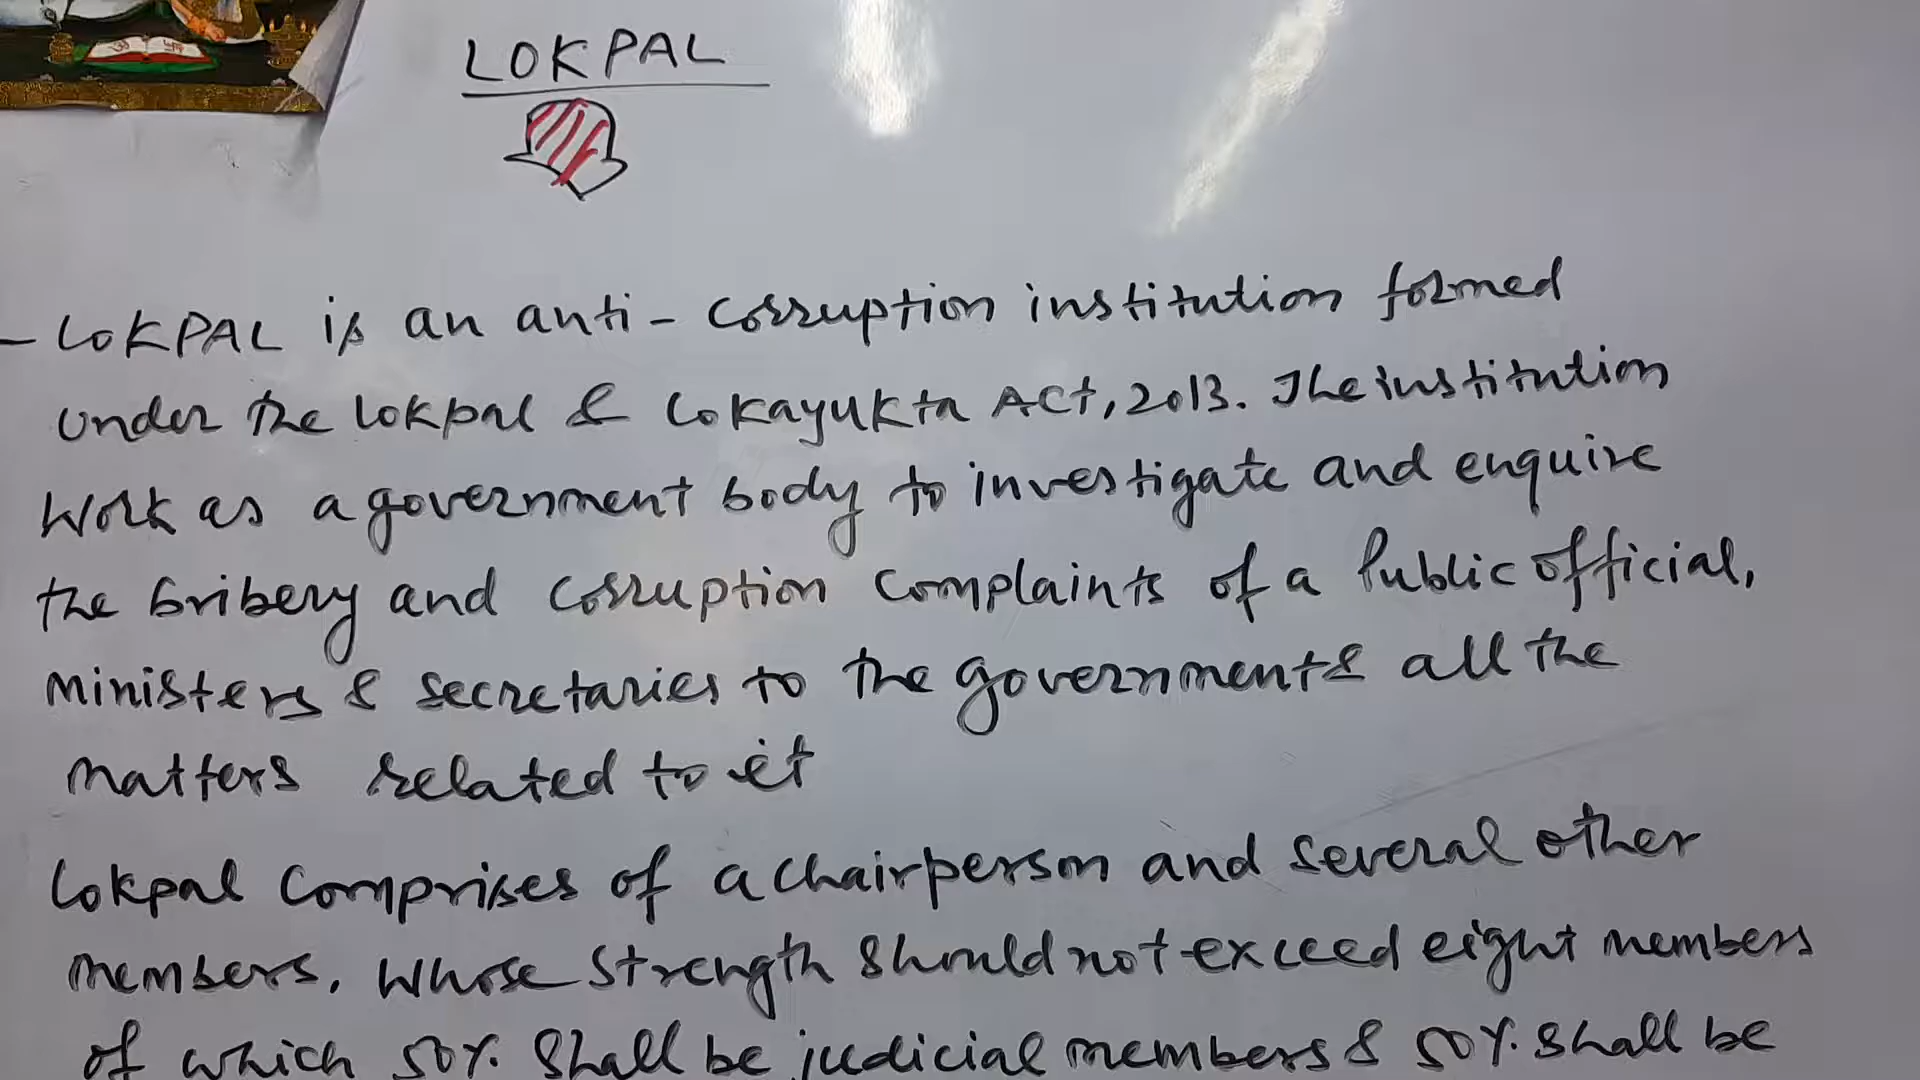 LOKPAL
- LOKPAL is an anti-corruption institution formed
under the lokpal & Lokayukta Act, 2013. The institution
work as a government body to investigate and enquire
the bribery and corruption complaints of a Public official,
ministers & secretaries to the government & all the
matters related to it
Lokpal comprises of a chairperson and several other
members, whose strength should not exceed eight members
of which 50% shall be judicial members & 50% shall be